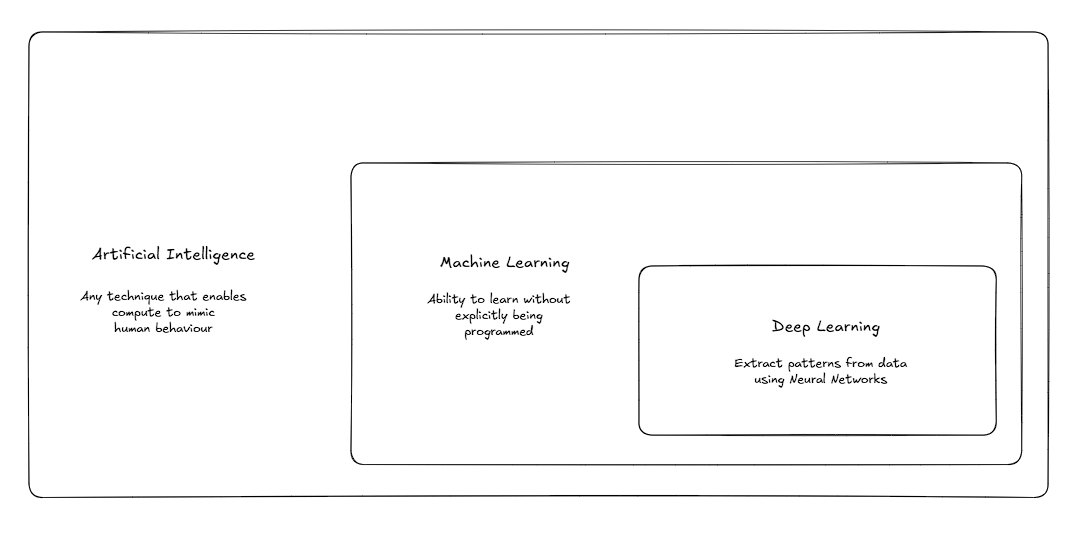 Artificial Intelligence
Any technique that enables
compute to mimic
human behaviour
Machine Learning
Ability to learn without
explicitly being
programmed
Deep Learning
Extract patterns from data
using Neural Networks